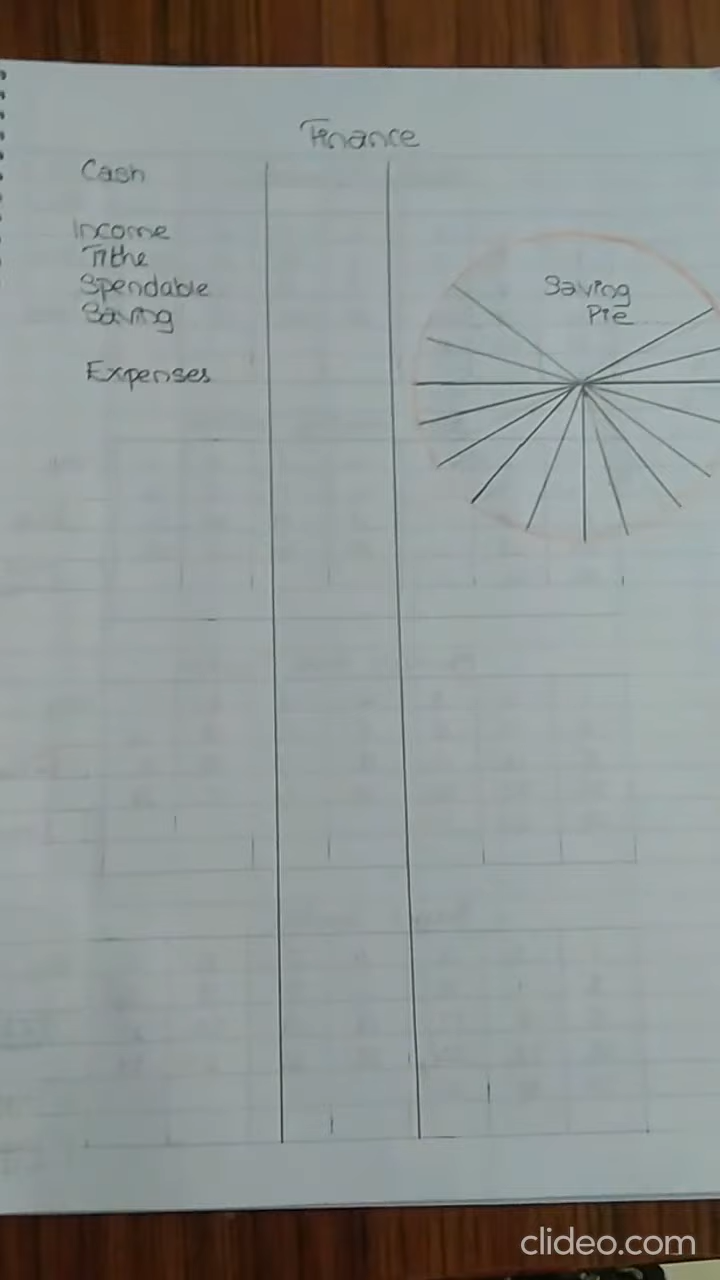 Finance
Cash
Income
Tithe
Spendable
Saving
Expenses
Saving
Pie
clideo.com